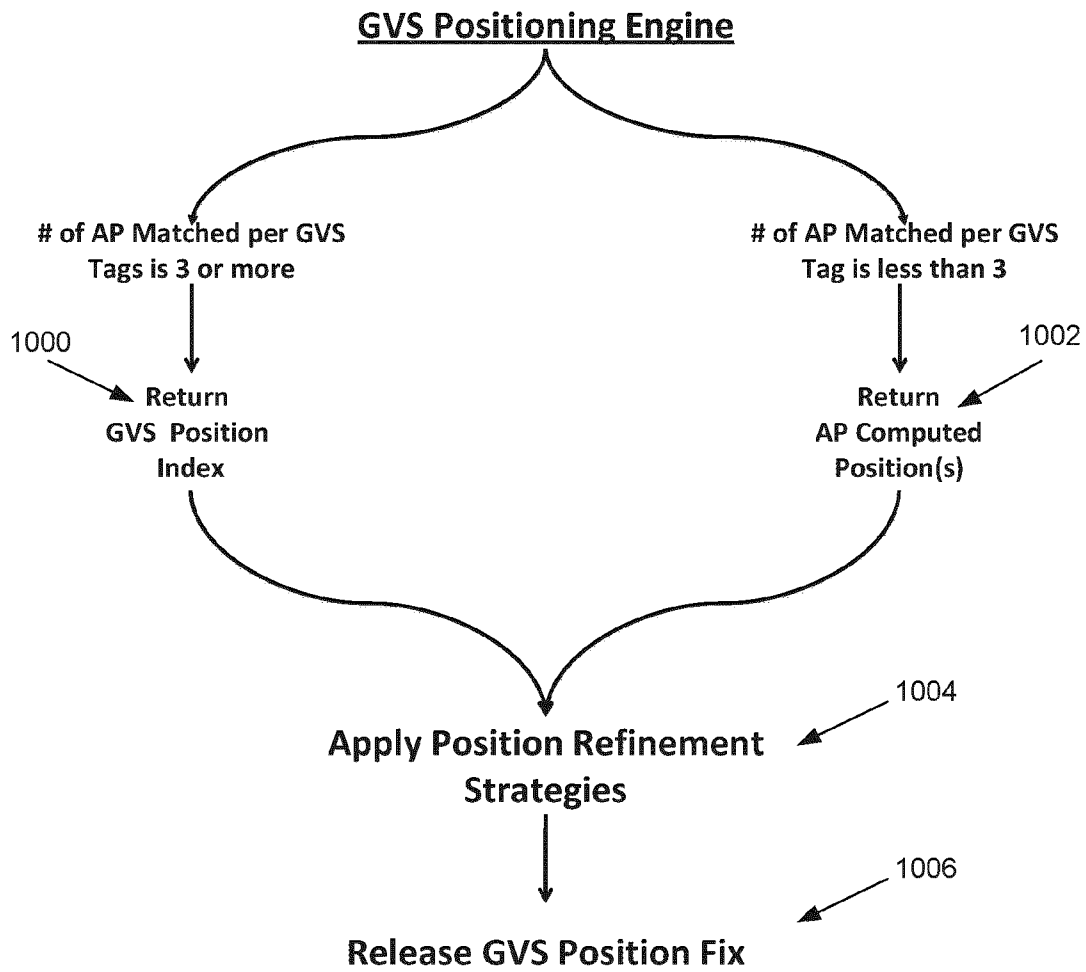 GVS Positioning Engine
# of AP Matched per GVS
Tags is 3 or more
# of AP Matched per GVS
Tag is less than 3
1000
1002
Return
GVS Position
Index
Return
AP Computed
Position(s)
1004
Apply Position Refinement
Strategies
1006
Release GVS Position Fix